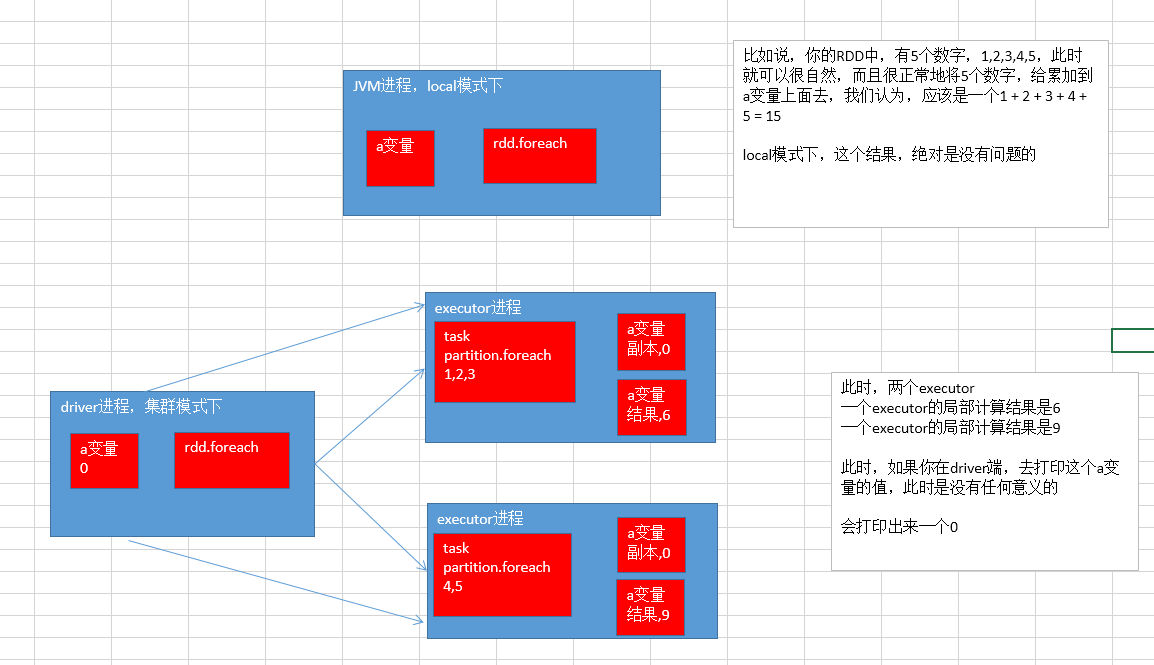 JVM进程，local模式下
a变量
rdd.foreach
比如说，你的RDD中，有5个数字，1,2,3,4,5，此时
就可以很自然，而且很正常地将5个数字，给累加到
a变量上面去，我们认为，应该是一个1 + 2 + 3 + 4 +
5 = 15
local模式下，这个结果，绝对是没有问题的
driver进程，集群模式下
a变量
0
rdd.foreach
executor进程
task
partition.foreach
1,2,3
a变量
副本,0
a变量
结果,6
executor进程
task
partition.foreach
4,5
a变量
副本,0
a变量
结果,9
此时，两个executor
一个executor的局部计算结果是6
一个executor的局部计算结果是9
此时，如果你在driver端，去打印这个a变
量的值，此时是没有任何意义的
会打印出来一个0